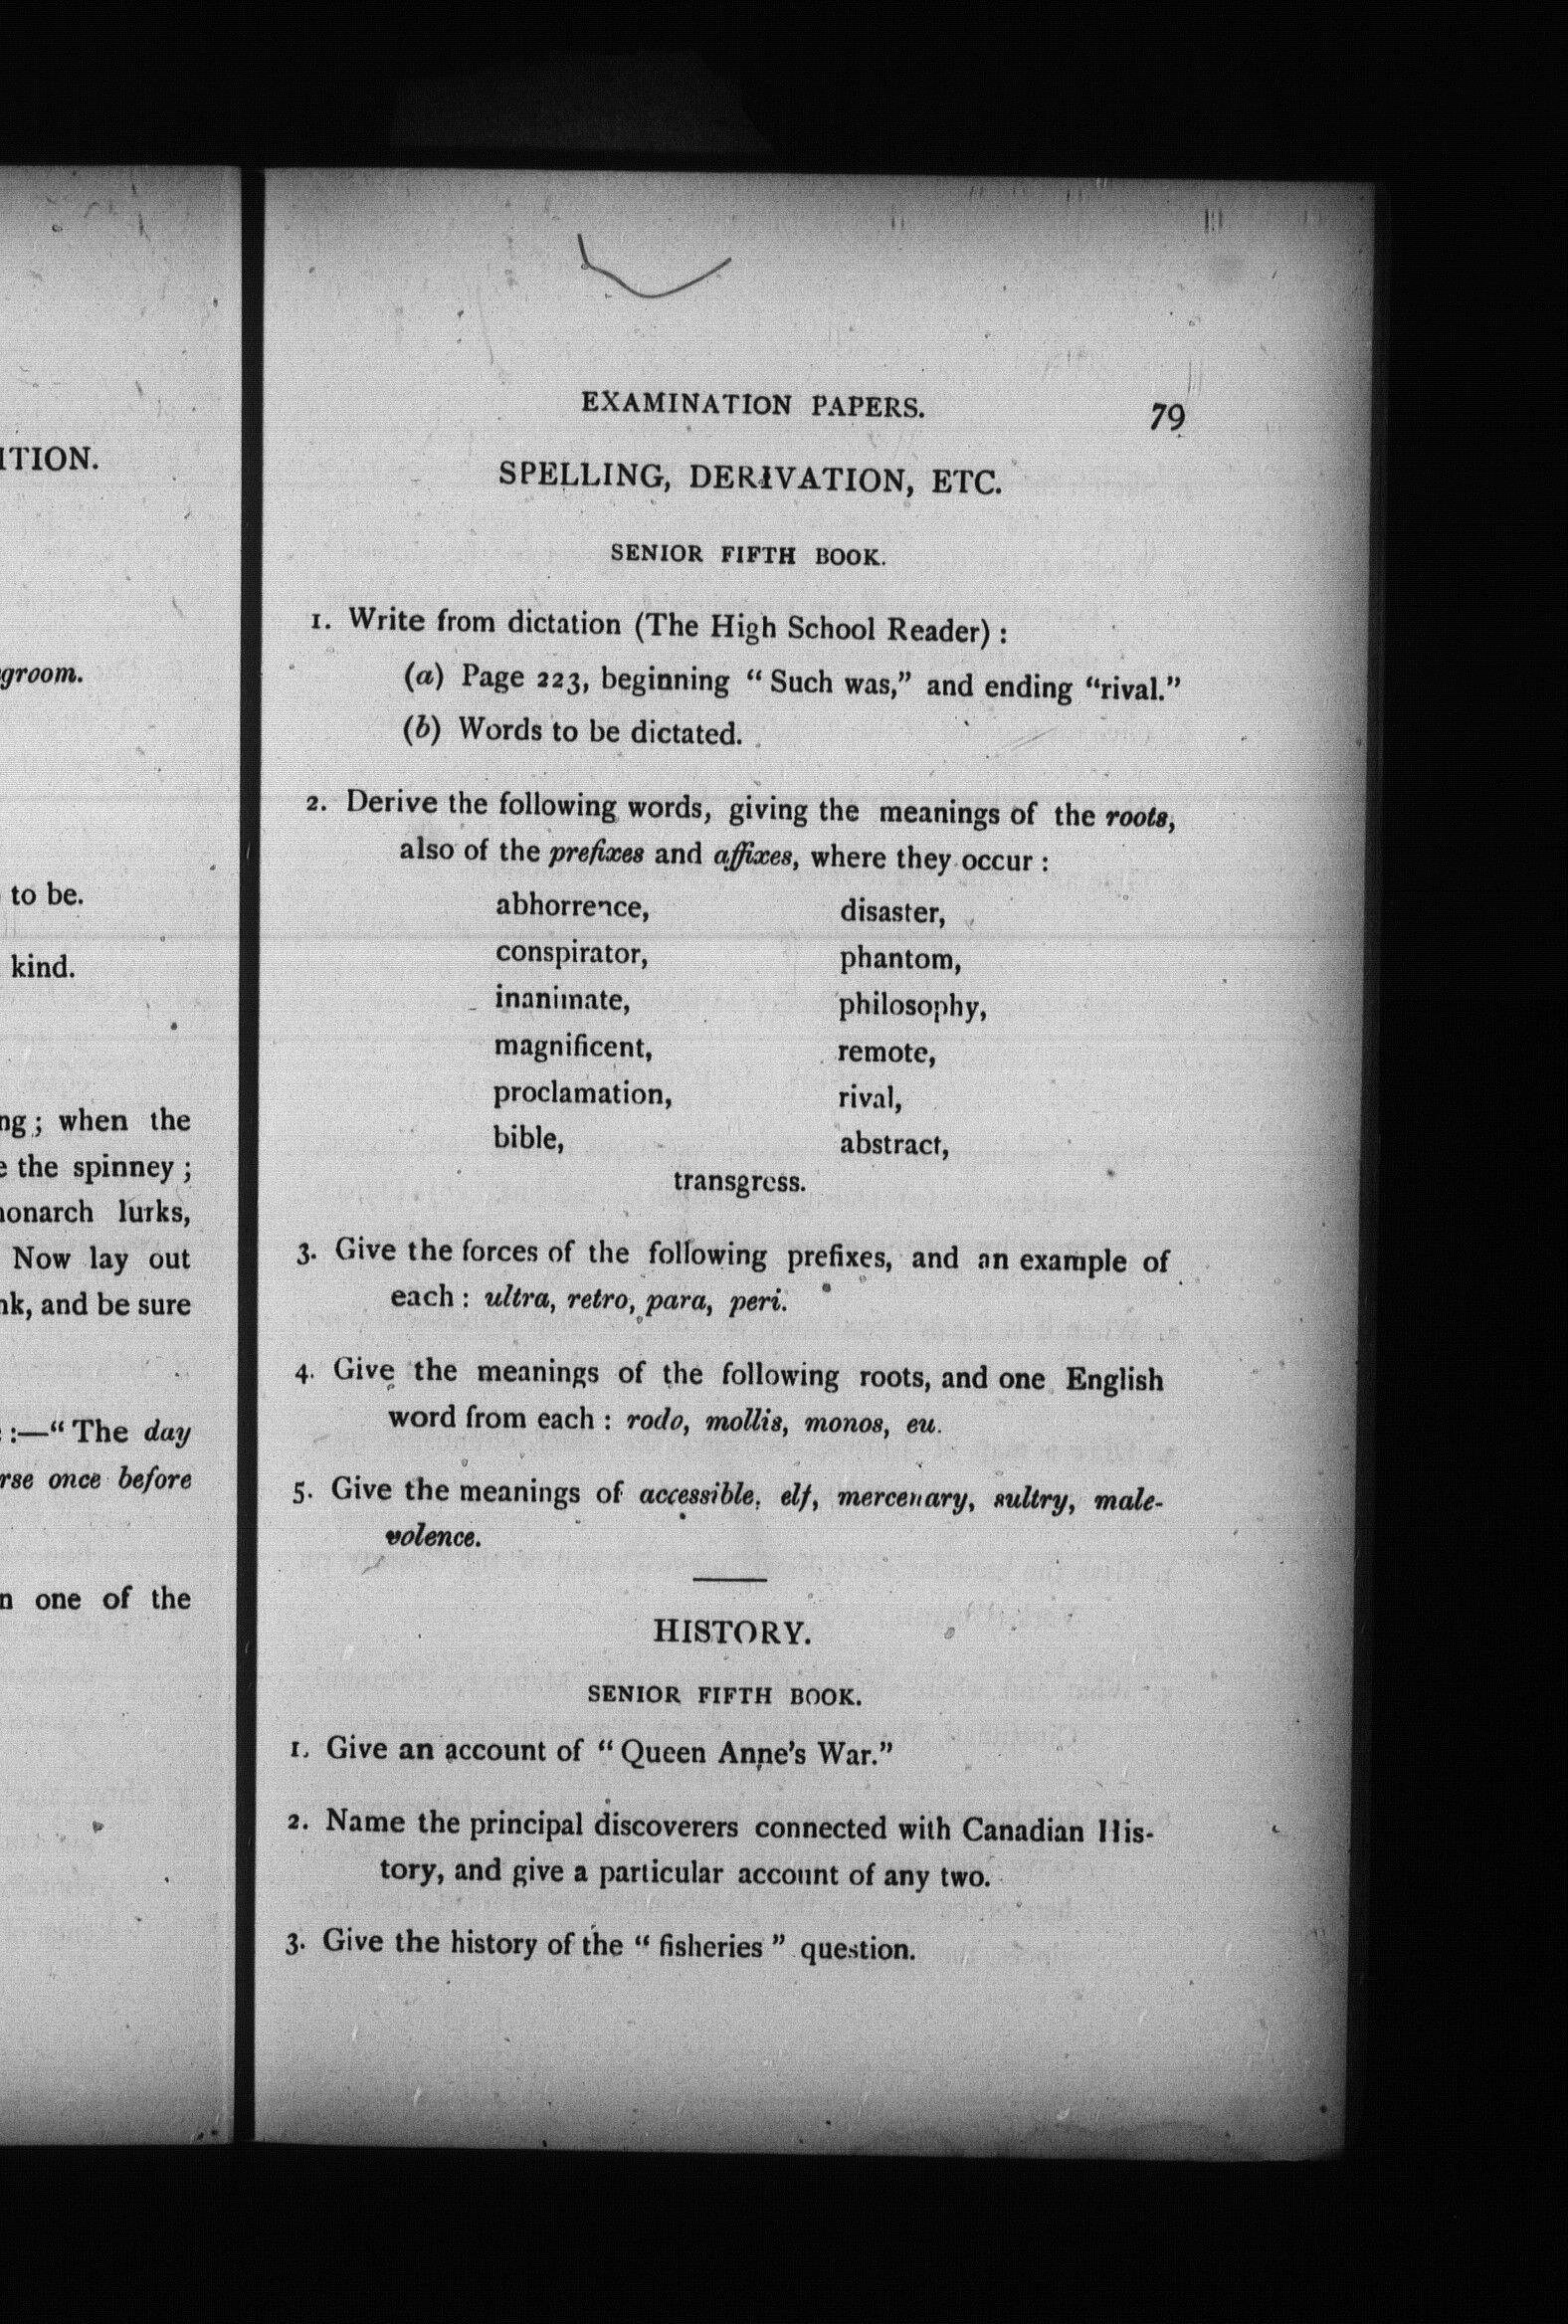 ITION.
groom.
to be.
kind.
ng; when the
e the spinney;
monarch lurks,
Now lay out
nk, and be sure
:—“The day
rse once before
n one of the
EXAMINATION PAPERS. 79
SPELLING, DERIVATION, ETC.
SENIOR FIFTH BOOK.
1. Write from dictation (The High School Reader) :
(a) Page 223, beginning “Such was,” and ending “rival.”
(b) Words to be dictated.
2. Derive the following words, giving the meanings of the roots,
also of the prefixes and affixes, where they occur :
abhorrence, disaster,
conspirator, phantom,
inanimate, philosophy,
magnificent, remote,
proclamation, rival,
bible, abstract,
transgress.
3. Give the forces of the following prefixes, and an example of
each : ultra, retro, para, peri.
4. Give the meanings of the following roots, and one English
word from each : rodo, mollis, monos, eu.
5. Give the meanings of accessible, elf, mercenary, sultry, male-
volence.
HISTORY.
SENIOR FIFTH BOOK.
1. Give an account of “Queen Anne’s War.”
2. Name the principal discoverers connected with Canadian His-
tory, and give a particular account of any two.
3. Give the history of the “fisheries” question.